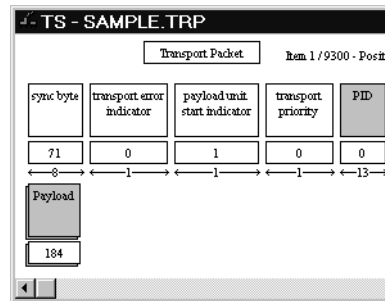 TS - SAMPLE.TRP
Transport Packet
Item 1 / 9300 - Posit
sync byte
transport error
indicator
payload unit
start indicator
transport
priority
PID
71
0
1
0
0
8
1
1
1
13
Payload
184